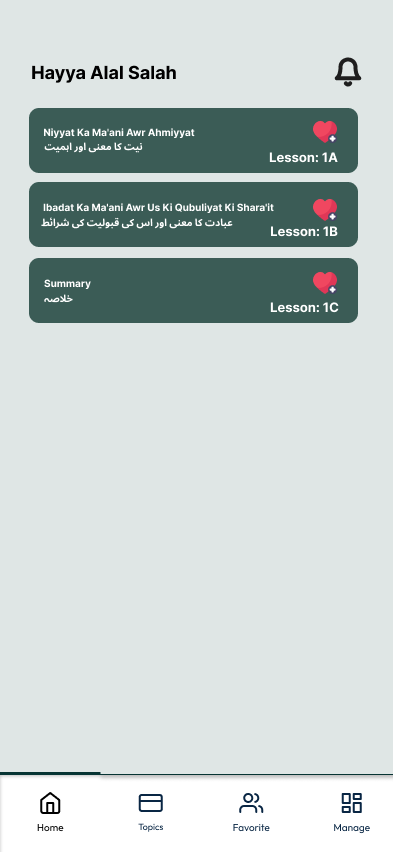 Hayya Alal Salah
Niyyat Ka Ma'ani Awr Ahmiyyat
نیت کا معنی اور اہمیت
Lesson: 1A
Ibadat Ka Ma'ani Awr Us Ki Qubuliyat Ki Shara'it
عبادت کا معنی اور اس کی قبولیت کی شرائط
Lesson: 1B
Summary
خلاصہ
Lesson: 1C
Home
Topics
Favorite
Manage